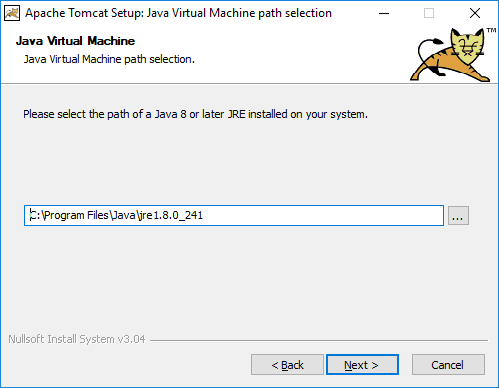 Apache Tomcat Setup: Java Virtual Machine path selection
Java Virtual Machine
Java Virtual Machine path selection.
TM
Please select the path of a Java 8 or later JRE installed on your system.
C:\Program Files\Java\jre1.8.0_241
...
Nullsoft Install System v3.04
< Back Next > Cancel